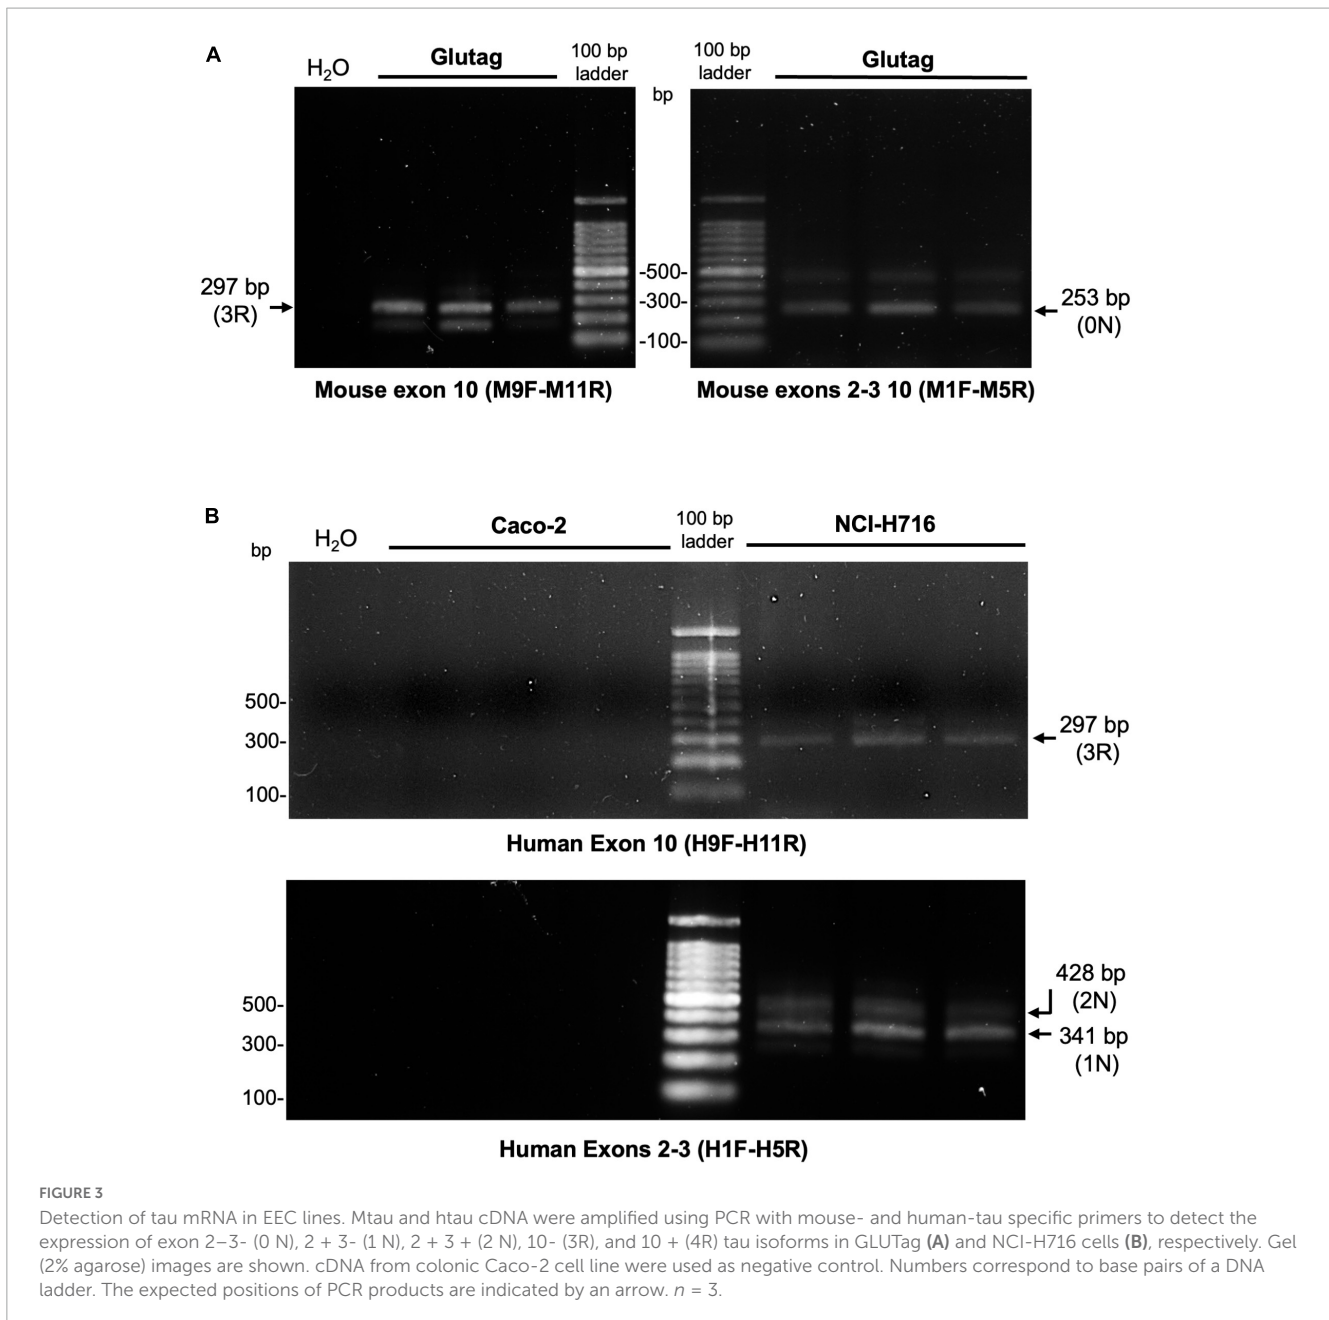 A
H2O
Glutag
100 bp
ladder
bp
100 bp
ladder
Glutag
-500-
-300-
-100-
297 bp
(3R)
253 bp
(0N)
Mouse exon 10 (M9F-M11R)
Mouse exons 2-3 10 (M1F-M5R)
B
bp
H2O
Caco-2
100 bp
ladder
NCI-H716
500-
300-
100-
297 bp
(3R)
Human Exon 10 (H9F-H11R)
500-
300-
100-
428 bp
(2N)
341 bp
(1N)
Human Exons 2-3 (H1F-H5R)
FIGURE 3
Detection of tau mRNA in EEC lines. Mtau and htau cDNA were amplified using PCR with mouse- and human-tau specific primers to detect the
expression of exon 2–3- (0 N), 2 + 3- (1 N), 2 + 3 + (2 N), 10- (3R), and 10 + (4R) tau isoforms in GLUTag (A) and NCI-H716 cells (B), respectively. Gel
(2% agarose) images are shown. cDNA from colonic Caco-2 cell line were used as negative control. Numbers correspond to base pairs of a DNA
ladder. The expected positions of PCR products are indicated by an arrow. n = 3.